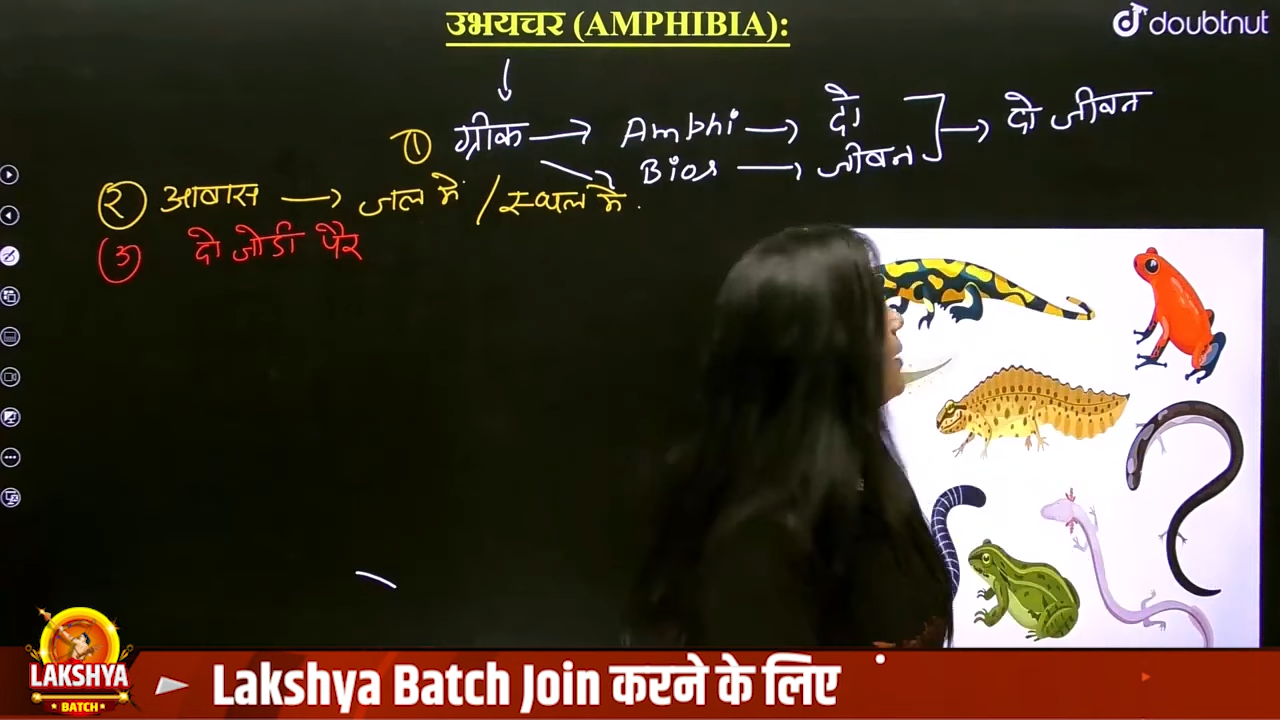 उभयचर (AMPHIBIA):
doubtnut
① ग्रीक → Amphi → दो ] → दो जीवन
Bios → जीवन
② आवास → जल में / स्थल में.
③ दो जोडी पैर
LAKSHYA
BATCH
Lakshya Batch Join करने के लिए